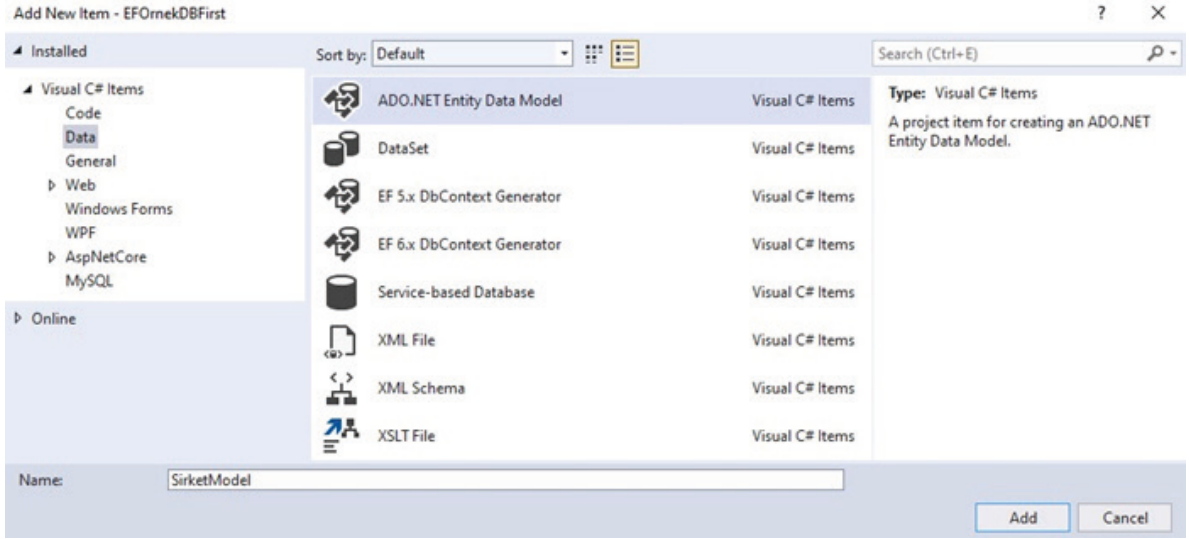 Add New Item - EFOrnekDBFirst
? ×
Installed
Sort by: Default
Search (Ctrl+E)
Visual C# Items
Code
Data
General
Web
Windows Forms
WPF
AspNetCore
MySQL
Online
ADO.NET Entity Data Model Visual C# Items
DataSet Visual C# Items
EF 5.x DbContext Generator Visual C# Items
EF 6.x DbContext Generator Visual C# Items
Service-based Database Visual C# Items
XML File Visual C# Items
XML Schema Visual C# Items
XSLT File Visual C# Items
Type: Visual C# Items
A project item for creating an ADO.NET
Entity Data Model.
Name: SirketModel
Add Cancel